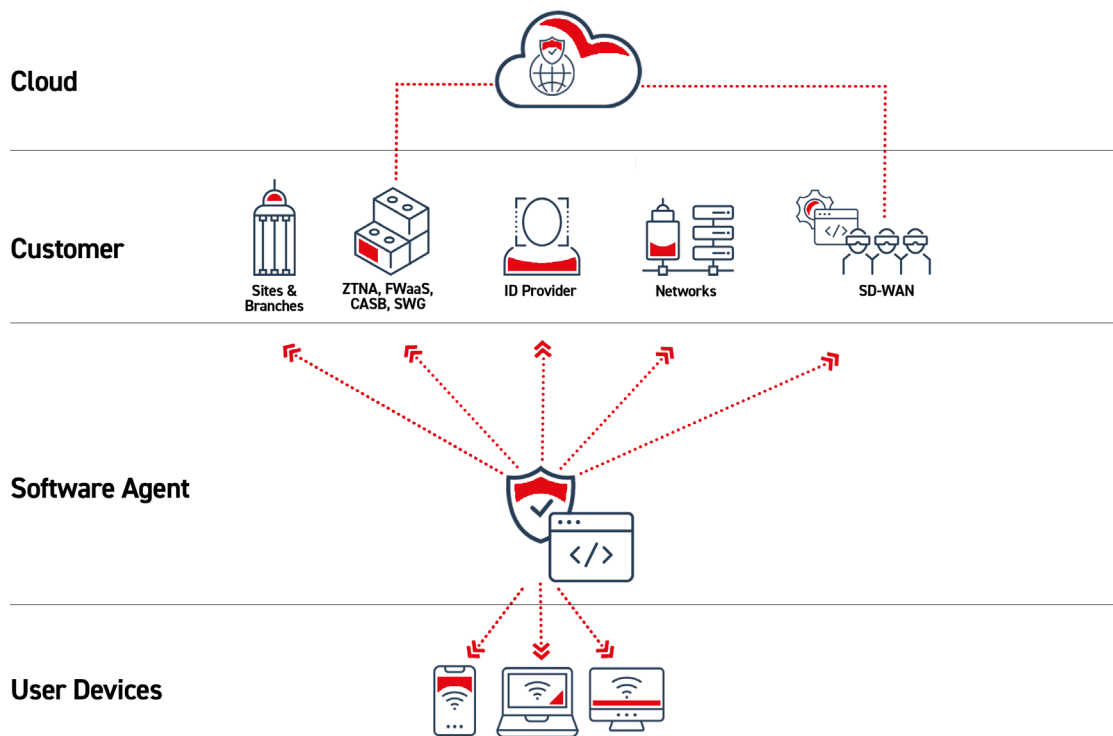 Cloud
Customer
Sites &
Branches
ZTNA, FWaaS,
CASB, SWG
ID Provider
Networks
</>
SD-WAN
Software Agent
</>
User Devices